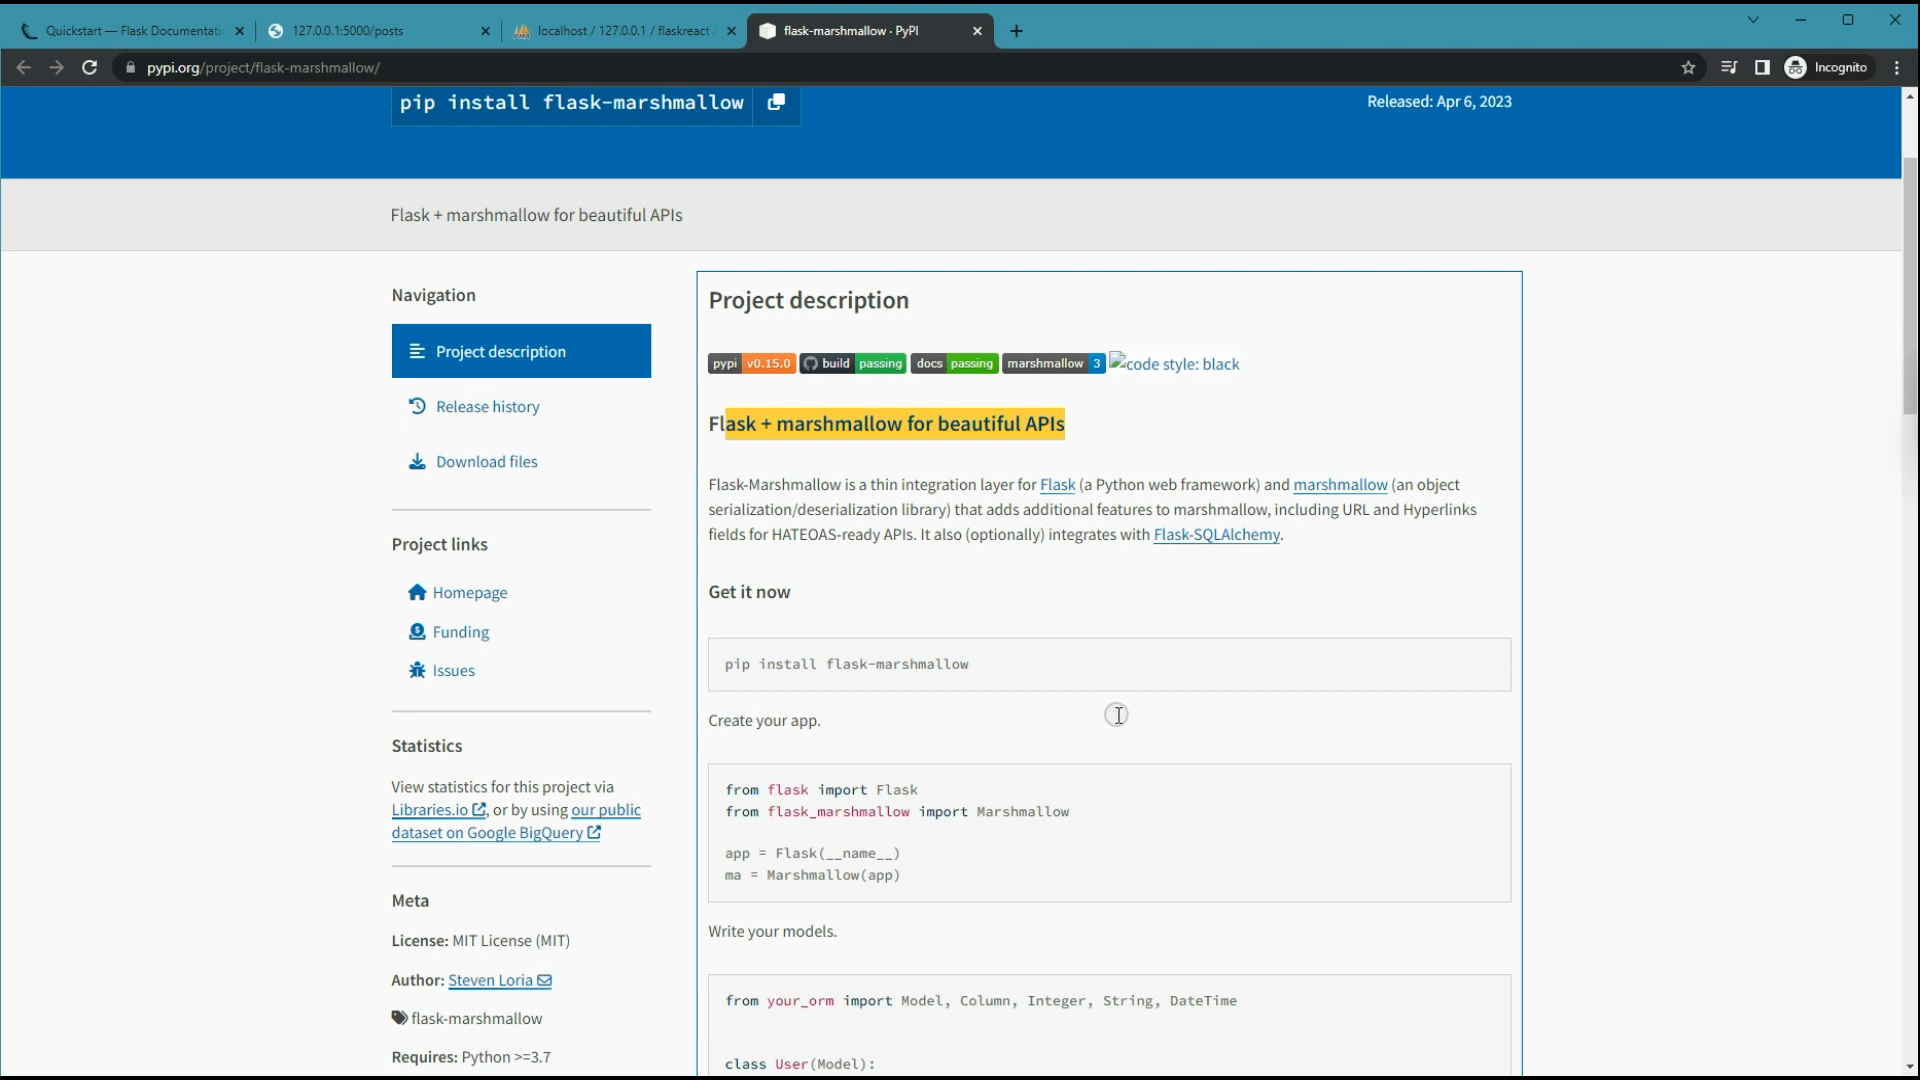 Quickstart — Flask Documentatio
127.0.0.1:5000/posts
localhost / 127.0.0.1 / flaskreact /
flask-marshmallow · PyPI
pypi.org/project/flask-marshmallow/
Incognito
pip install flask-marshmallow
Released: Apr 6, 2023
Flask + marshmallow for beautiful APIs
Navigation
Project description
Release history
Download files
Project links
Homepage
Funding
Issues
Statistics
View statistics for this project via
Libraries.io, or by using our public
dataset on Google BigQuery
Meta
License: MIT License (MIT)
Author: Steven Loria
flask-marshmallow
Requires: Python >=3.7
Project description
pypi v0.15.0 build passing docs passing marshmallow 3 code style: black
Flask + marshmallow for beautiful APIs
Flask-Marshmallow is a thin integration layer for Flask (a Python web framework) and marshmallow (an object
serialization/deserialization library) that adds additional features to marshmallow, including URL and Hyperlinks
fields for HATEOAS-ready APIs. It also (optionally) integrates with Flask-SQLAlchemy.
Get it now
pip install flask-marshmallow
Create your app.
from flask import Flask
from flask_marshmallow import Marshmallow
app = Flask(__name__)
ma = Marshmallow(app)
Write your models.
from your_orm import Model, Column, Integer, String, DateTime
class User(Model):